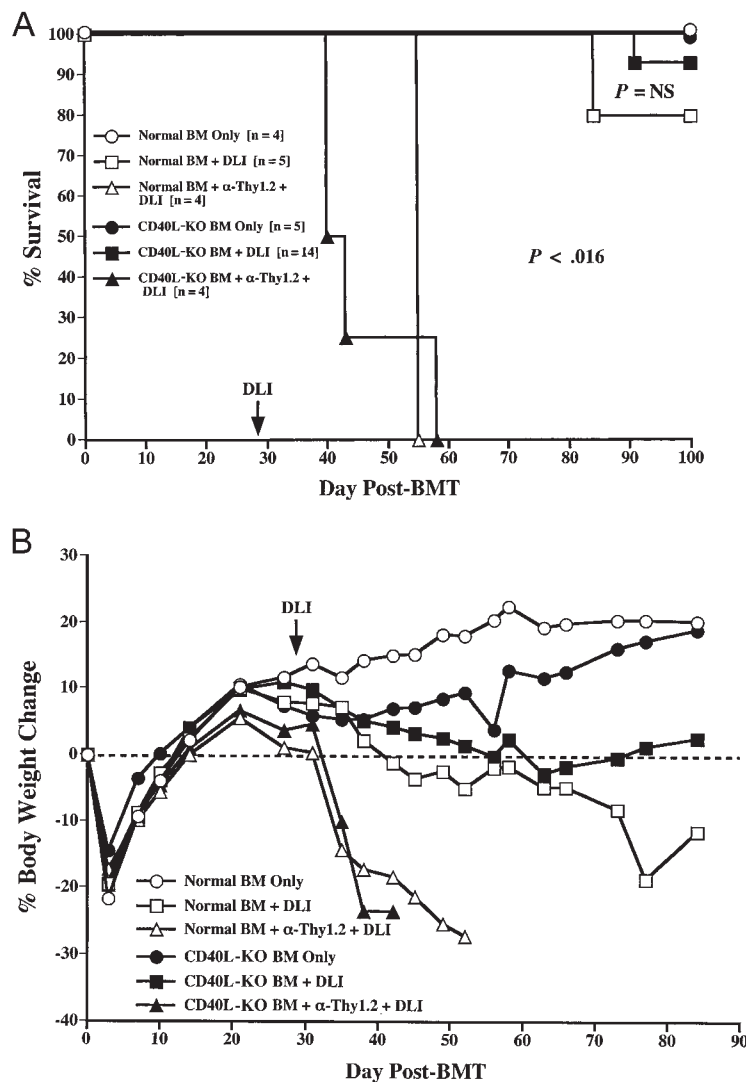 A
100
90
80
70
60
50
40
30
20
10
0
% Survival
Normal BM Only [n = 4]
Normal BM + DLI [n = 5]
Normal BM + α-Thy1.2 +
DLI [n = 4]
CD40L-KO BM Only [n = 5]
CD40L-KO BM + DLI [n = 14]
CD40L-KO BM + α-Thy1.2 +
DLI [n = 4]
P = NS
P < .016
DLI
0 10 20 30 40 50 60 70 80 90 100
Day Post-BMT
B
30
20
10
0
-10
-20
-30
-40
% Body Weight Change
DLI
Normal BM Only
Normal BM + DLI
Normal BM + α-Thy1.2 + DLI
CD40L-KO BM Only
CD40L-KO BM + DLI
CD40L-KO BM + α-Thy1.2 + DLI
0 10 20 30 40 50 60 70 80 90
Day Post-BMT